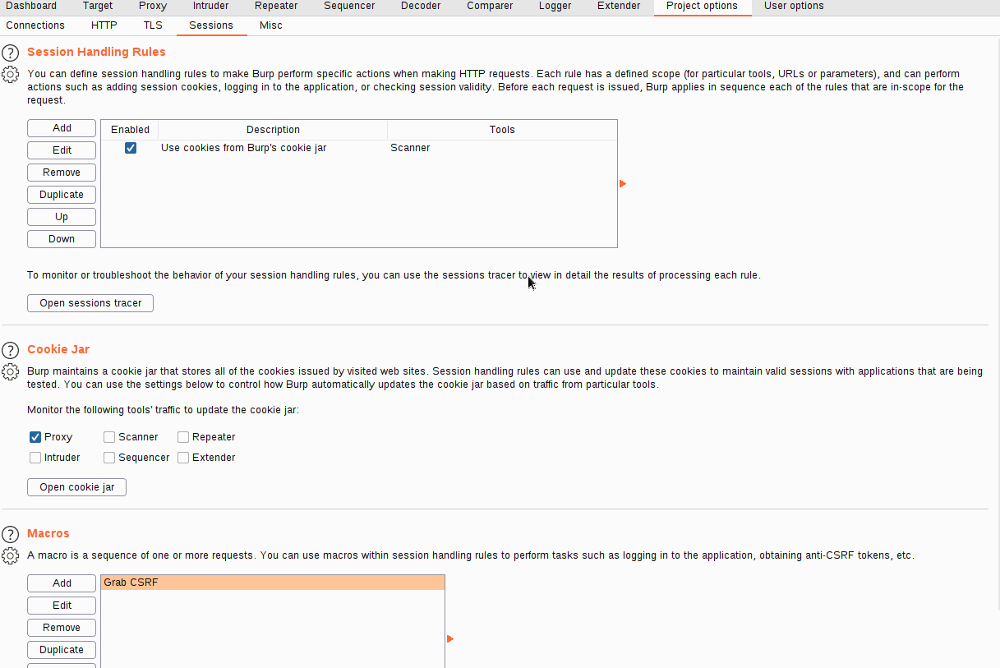 Dashboard Target Proxy Intruder Repeater Sequencer Decoder Comparer Logger Extender Project options User options
Connections HTTP TLS Sessions Misc
? Session Handling Rules
You can define session handling rules to make Burp perform specific actions when making HTTP requests. Each rule has a defined scope (for particular tools, URLs or parameters), and can perform
actions such as adding session cookies, logging in to the application, or checking session validity. Before each request is issued, Burp applies in sequence each of the rules that are in-scope for the
request.
Add Enabled Description Tools
Edit Use cookies from Burp's cookie jar Scanner
Remove
Duplicate
Up
Down
To monitor or troubleshoot the behavior of your session handling rules, you can use the sessions tracer to view in detail the results of processing each rule.
Open sessions tracer
? Cookie Jar
Burp maintains a cookie jar that stores all of the cookies issued by visited web sites. Session handling rules can use and update these cookies to maintain valid sessions with applications that are being
tested. You can use the settings below to control how Burp automatically updates the cookie jar based on traffic from particular tools.
Monitor the following tools' traffic to update the cookie jar:
Proxy Scanner Repeater
Intruder Sequencer Extender
Open cookie jar
? Macros
A macro is a sequence of one or more requests. You can use macros within session handling rules to perform tasks such as logging in to the application, obtaining anti-CSRF tokens, etc.
Add Grab CSRF
Edit
Remove
Duplicate